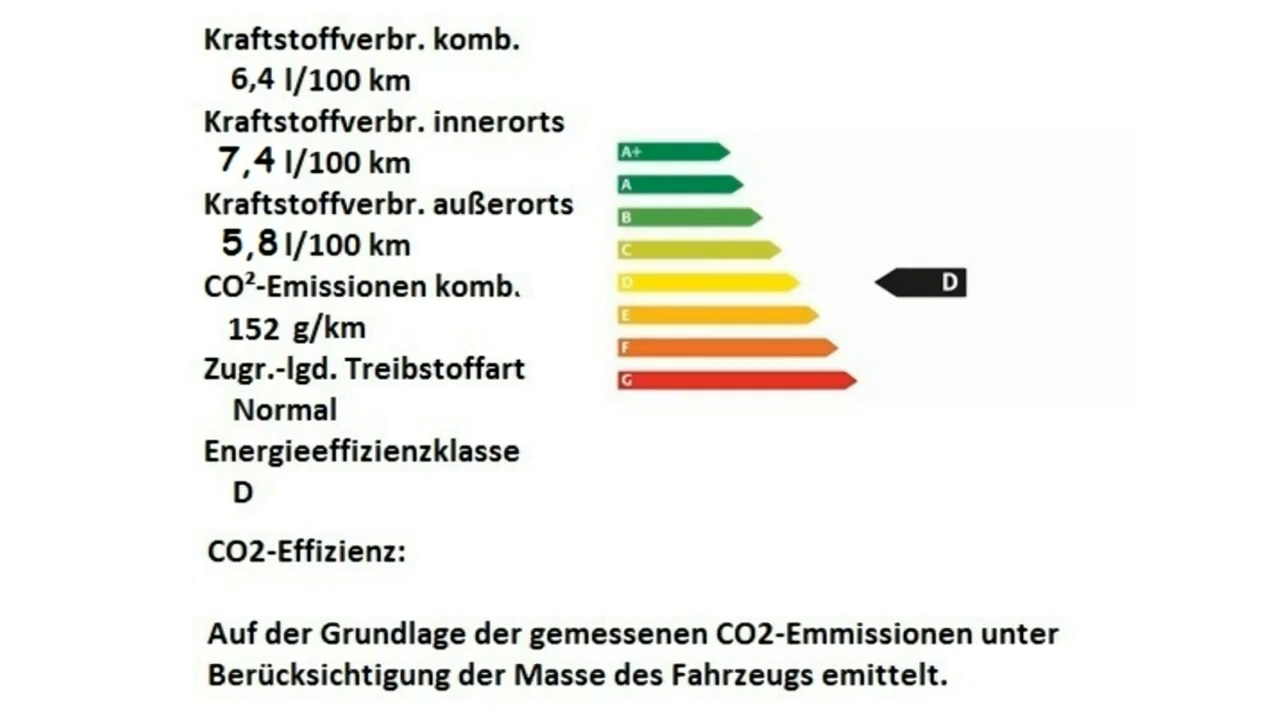 Kraftstoffverbr. komb.
6,4 l/100 km
Kraftstoffverbr. innerorts
7,4 l/100 km
Kraftstoffverbr. außerorts
5,8 l/100 km
CO²-Emissionen komb.
152 g/km
Zugr.-lgd. Treibstoffart
Normal
Energieeffizienzklasse
D
A+
A
B
C
D
D
E
F
G
CO2-Effizienz:
Auf der Grundlage der gemessenen CO2-Emmissionen unter
Berücksichtigung der Masse des Fahrzeugs emittelt.